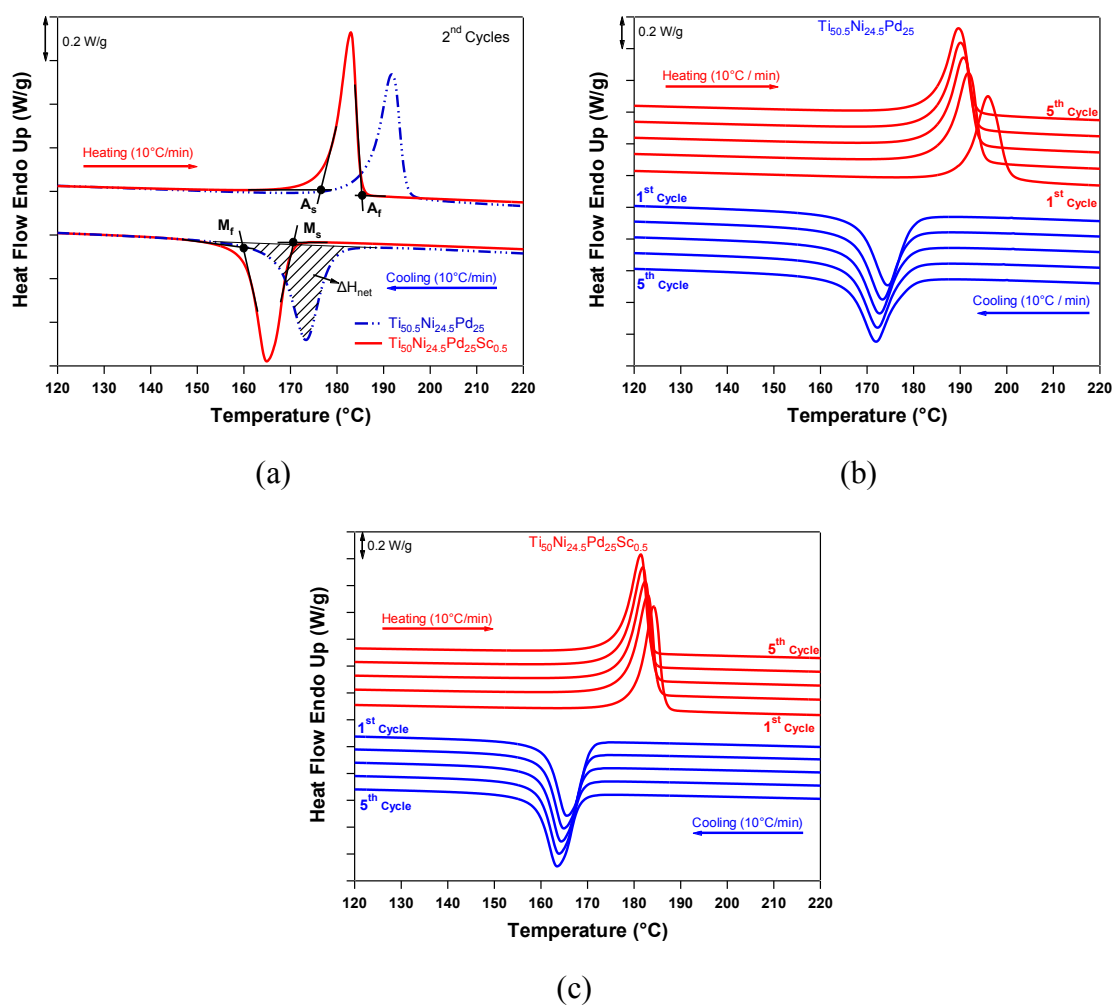 0.2 W/g
2nd Cycles
Heating (10°C/min)
As
Af
Mf
Ms
ΔHnet
Cooling (10°C/min)
Ti50.5Ni24.5Pd25
Ti50Ni24.5Pd25Sc0.5
Heat Flow Endo Up (W/g)
120 130 140 150 160 170 180 190 200 210 220
Temperature (°C)
(a)
0.2 W/g
Ti50.5Ni24.5Pd25
Heating (10°C / min)
5th Cycle
1st Cycle
1st Cycle
5th Cycle
Cooling (10°C / min)
Heat Flow Endo Up (W/g)
120 130 140 150 160 170 180 190 200 210 220
Temperature (°C)
(b)
0.2 W/g
Ti50Ni24.5Pd25Sc0.5
Heating (10°C/min)
5th Cycle
1st Cycle
1st Cycle
5th Cycle
Cooling (10°C/min)
Heat Flow Endo Up (W/g)
120 130 140 150 160 170 180 190 200 210 220
Temperature (°C)
(c)